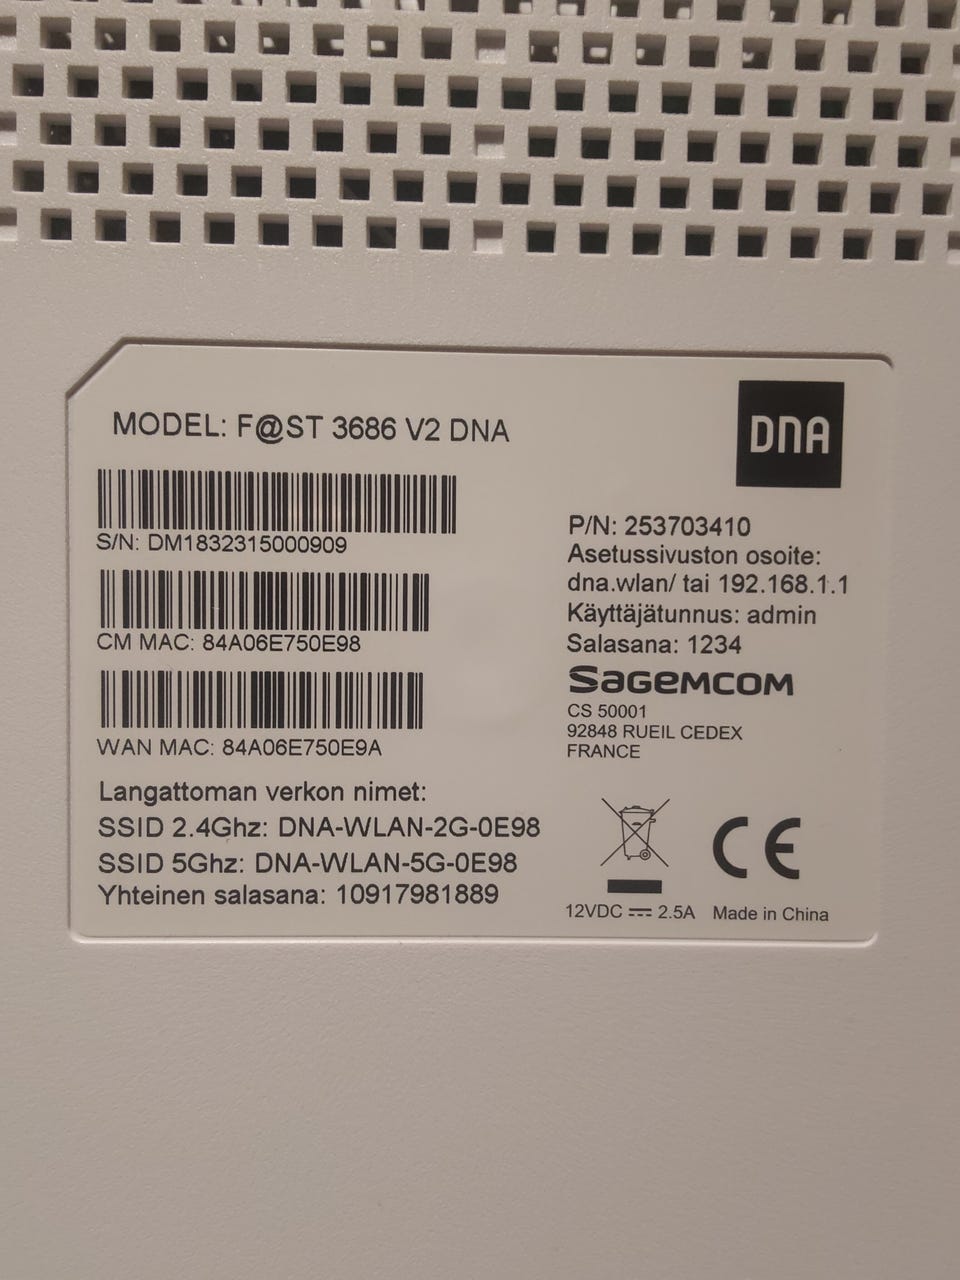 MODEL: F@ST 3686 V2 DNA
DNA
S/N: DM1832315000909
CM MAC: 84A06E750E98
WAN MAC: 84A06E750E9A
P/N: 253703410
Asetussivuston osoite:
dna.wlan/ tai 192.168.1.1
Käyttäjätunnus: admin
Salasana: 1234
SAGEMCOM
CS 50001
92848 RUEIL CEDEX
FRANCE
Langattoman verkon nimet:
SSID 2.4Ghz: DNA-WLAN-2G-0E98
SSID 5Ghz: DNA-WLAN-5G-0E98
Yhteinen salasana: 10917981889
CE
12VDC ⎓ 2.5A
Made in China